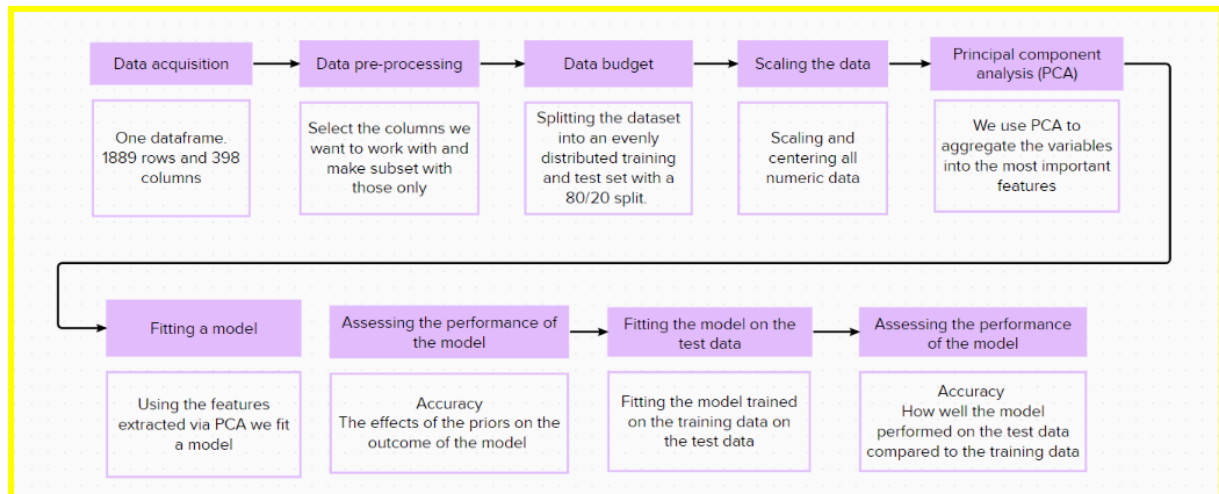 Data acquisition
Data pre-processing
Data budget
Scaling the data
Principal component
analysis (PCA)
One dataframe.
1889 rows and 398
columns
Select the columns we
want to work with and
make subset with
those only
Splitting the dataset
into an evenly
distributed training
and test set with a
80/20 split.
Scaling and
centering all
numeric data
We use PCA to
aggregate the variables
into the most important
features
Fitting a model
Assessing the performance of
the model
Fitting the model on the
test data
Assessing the performance
of the model
Using the features
extracted via PCA we fit
a model
Accuracy
The effects of the priors on the
outcome of the model
Fitting the model trained
on the training data on
the test data
Accuracy
How well the model
performed on the test data
compared to the training data